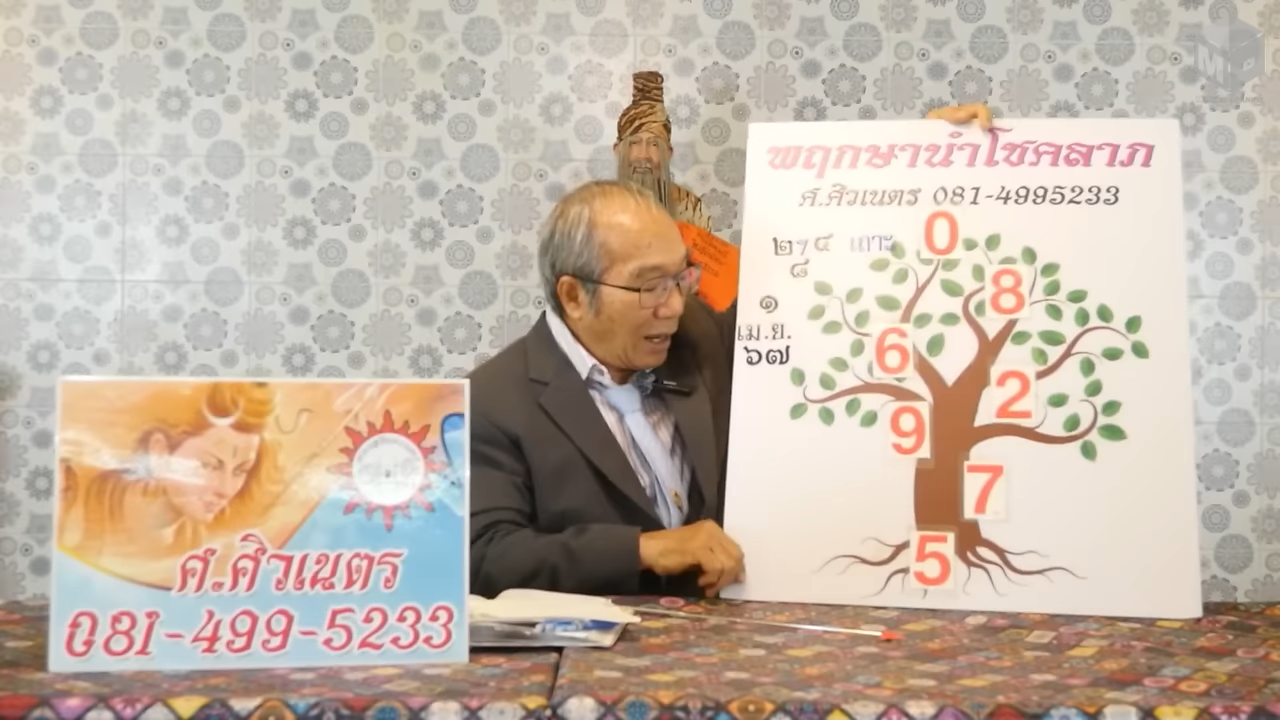 พฤกษานำโชคลาภ
ศ.ศิวเนตร 081-4995233
๒ฯ๔ เถาะ
๘
๑
เม.ย.
๖๗
0
8
6
2
9
7
5
ศ.ศิวเนตร
081-499-5233